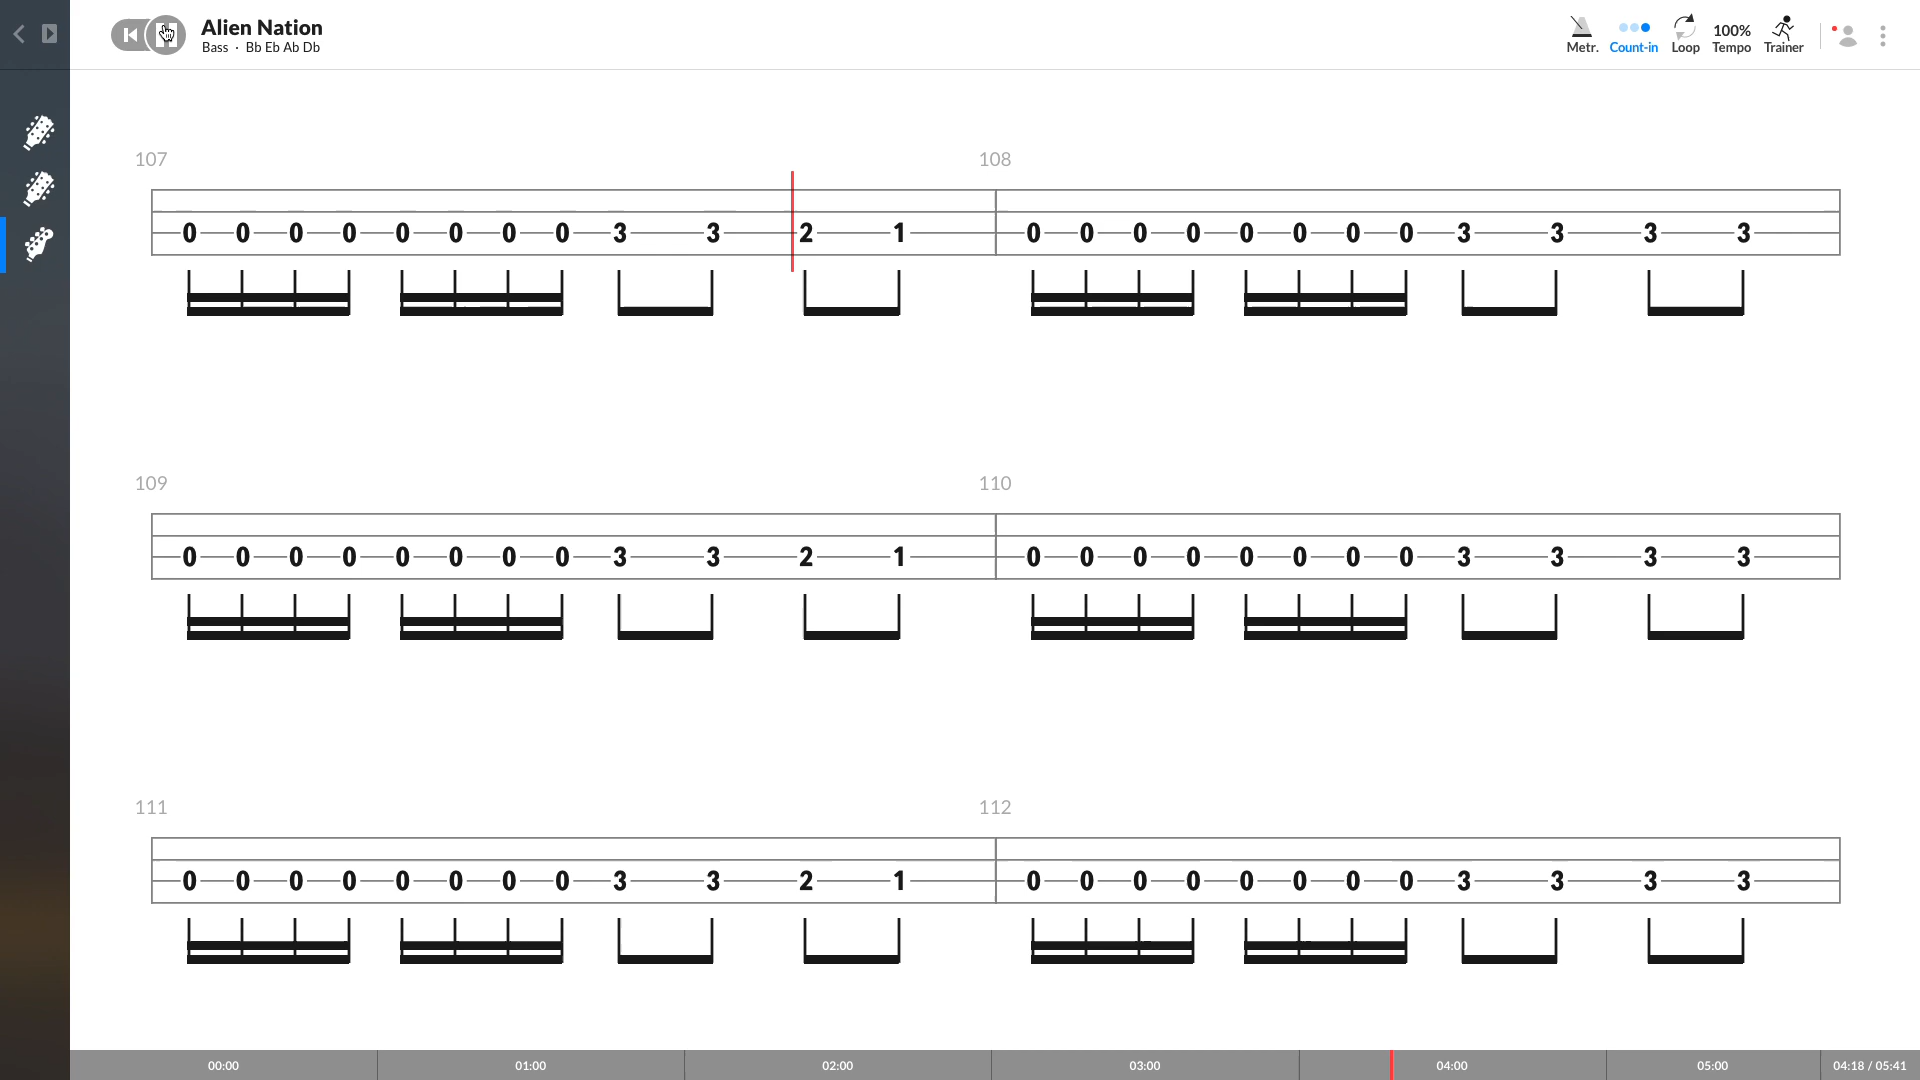 Alien Nation
Bass · Bb Eb Ab Db
Metr.
Count-in
Loop
100%
Tempo
Trainer
107 108
0 0 0 0 0 0 0 0 3 3 2 1 0 0 0 0 0 0 0 0 3 3 3 3
109 110
0 0 0 0 0 0 0 0 3 3 2 1 0 0 0 0 0 0 0 0 3 3 3 3
111 112
0 0 0 0 0 0 0 0 3 3 2 1 0 0 0 0 0 0 0 0 3 3 3 3
00:00 01:00 02:00 03:00 04:00 05:00 04:18 / 05:41